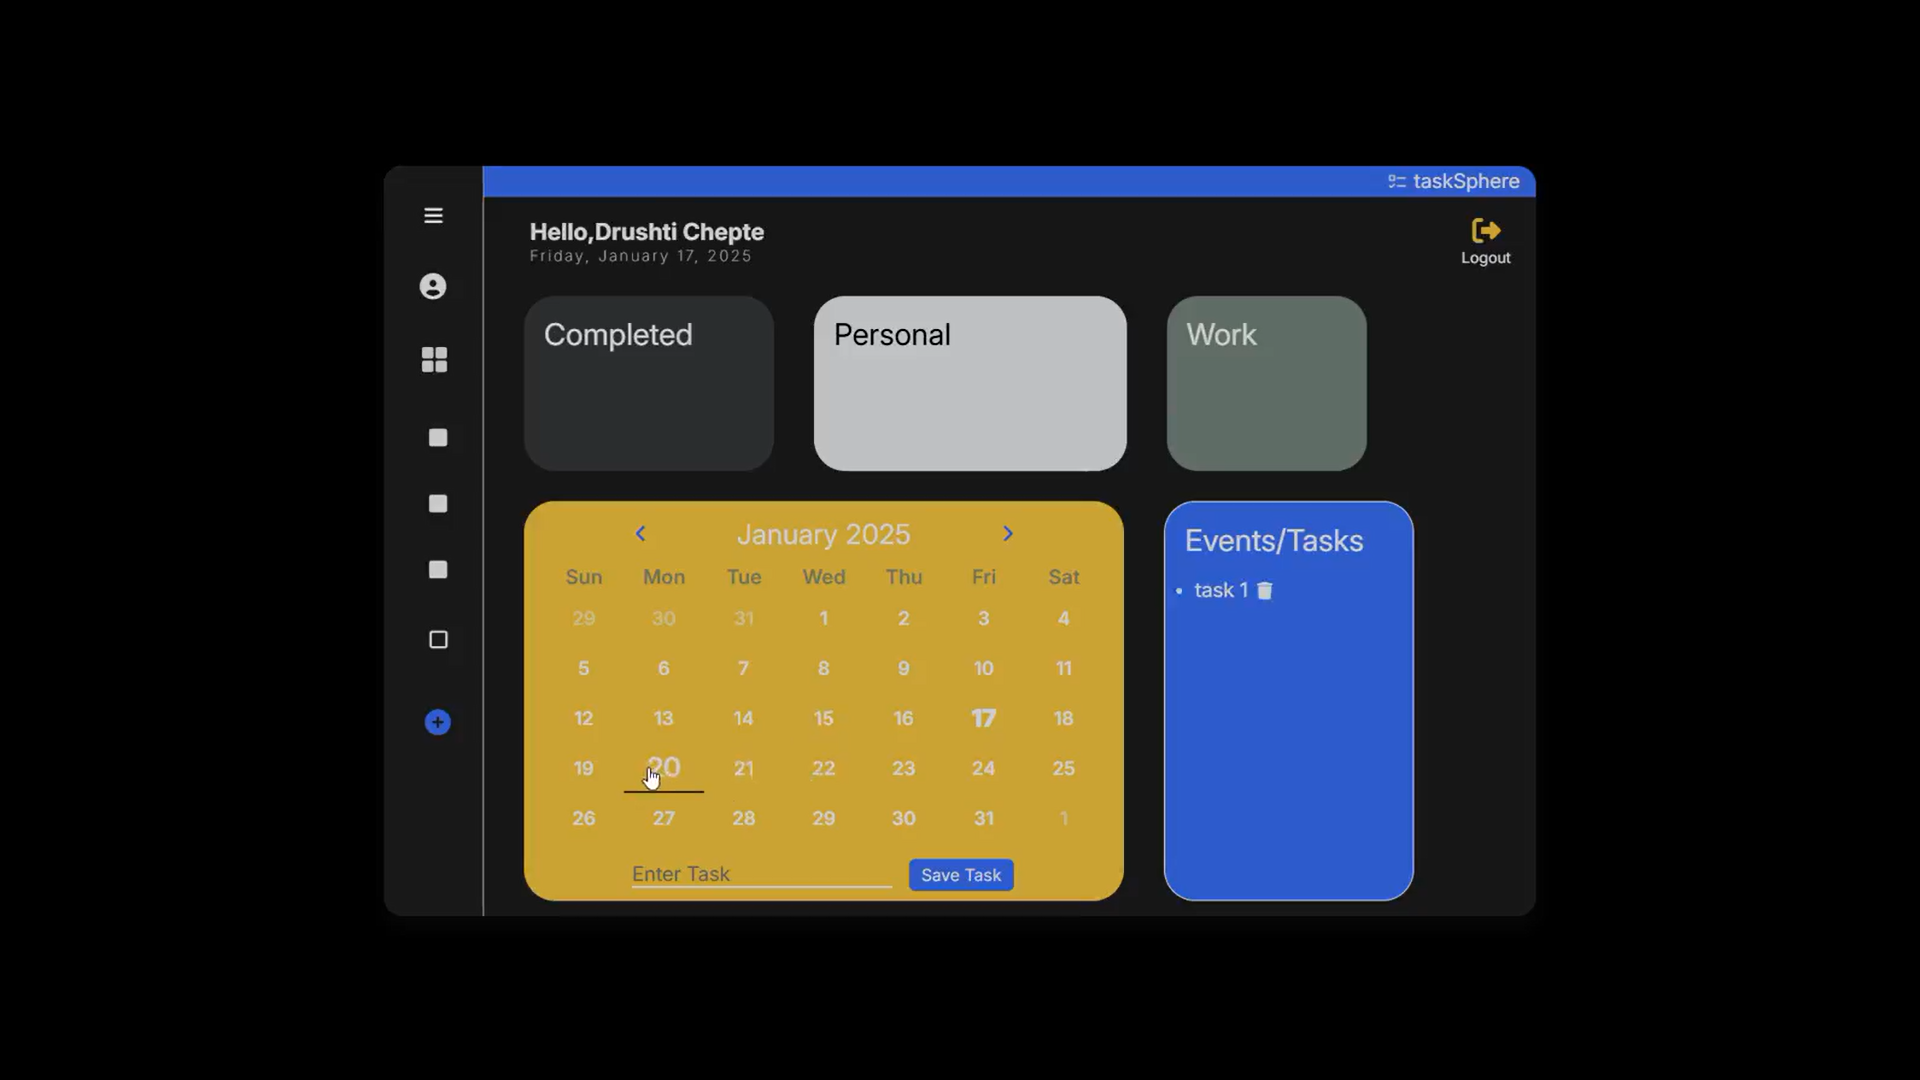 taskSphere
Hello,Drushti Chepte
Friday, January 17, 2025
Logout
Completed
Personal
Work
January 2025
Sun Mon Tue Wed Thu Fri Sat
29 30 31 1 2 3 4
5 6 7 8 9 10 11
12 13 14 15 16 17 18
19 20 21 22 23 24 25
26 27 28 29 30 31 1
Enter Task
Save Task
Events/Tasks
• task 1